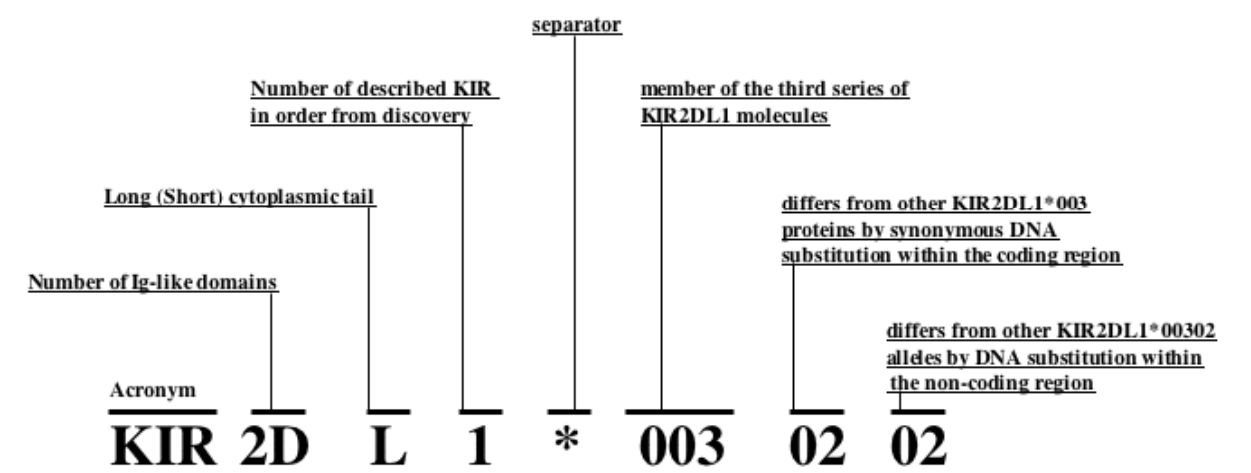 separator
Number of described KIR
in order from discovery
member of the third series of
KIR2DL1 molecules
Long (Short) cytoplasmic tail
differs from other KIR2DL1*003
proteins by synonymous DNA
substitution within the coding region
Number of Ig-like domains
differs from other KIR2DL1*00302
alleles by DNA substitution within
the non-coding region
Acronym
KIR 2D L 1 * 003 02 02